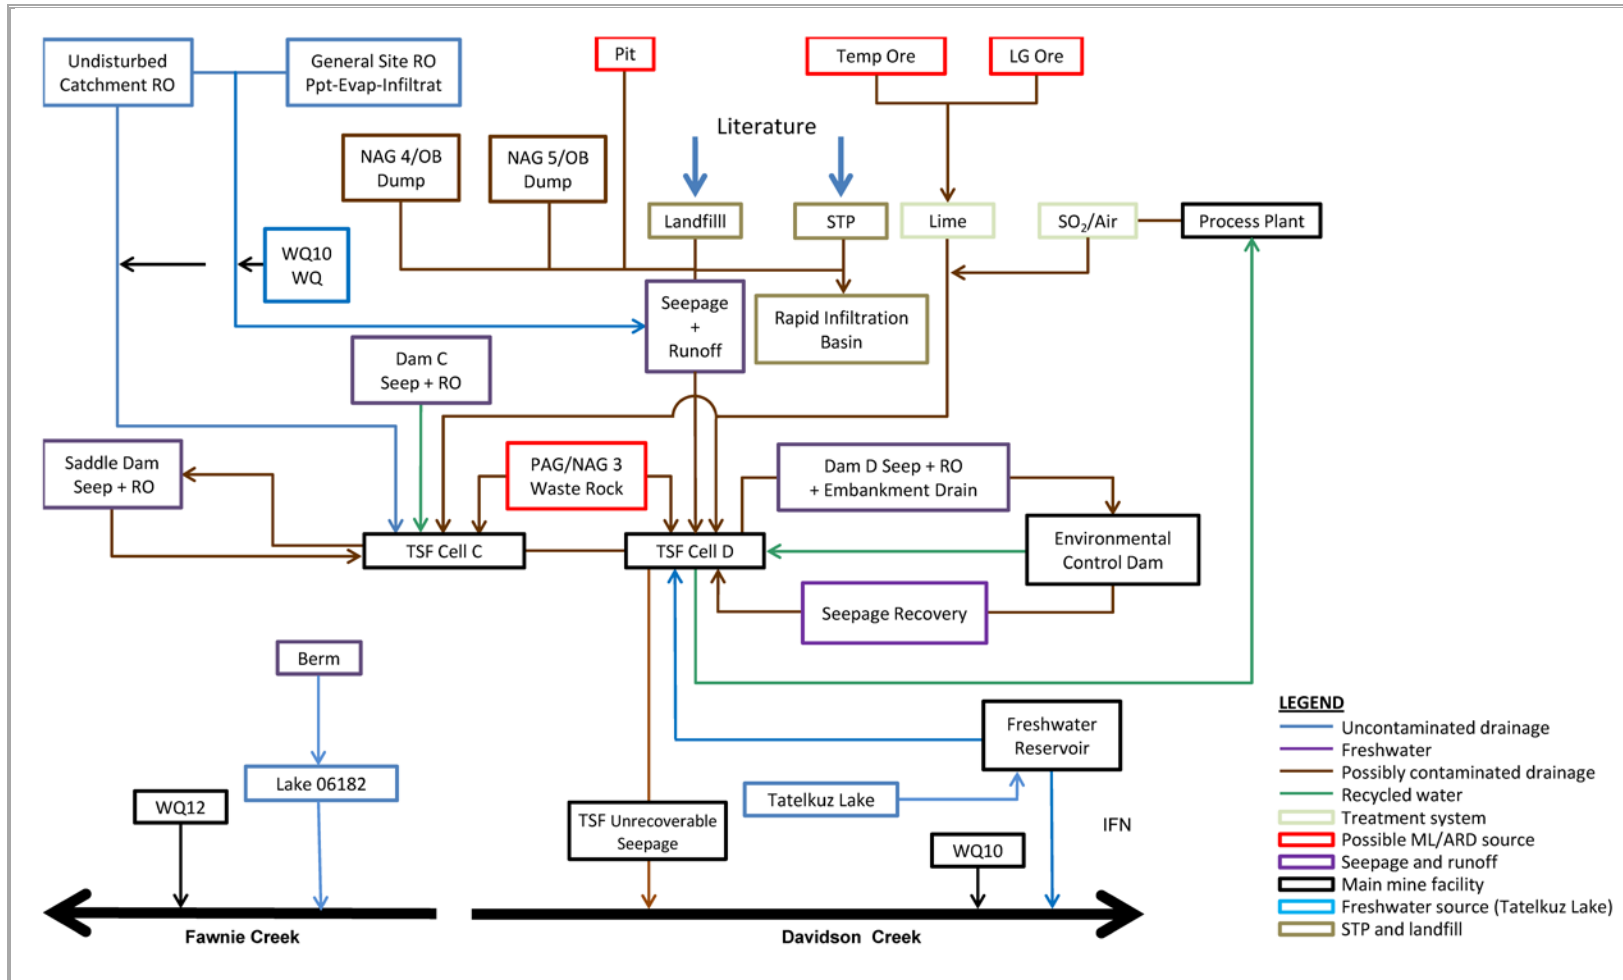 Undisturbed
Catchment RO
General Site RO
Ppt-Evap-Infiltrat
Pit
Temp Ore
LG Ore
Literature
NAG 4/OB
Dump
NAG 5/OB
Dump
Landfilll
STP
Lime
SO₂/Air
Process Plant
WQ10
WQ
Seepage
+
Runoff
Rapid Infiltration
Basin
Dam C
Seep + RO
Saddle Dam
Seep + RO
PAG/NAG 3
Waste Rock
Dam D Seep + RO
+ Embankment Drain
TSF Cell C
TSF Cell D
Environmental
Control Dam
Seepage Recovery
Berm
Freshwater
Reservoir
Lake 06182
Tatelkuz Lake
WQ12
TSF Unrecoverable
Seepage
IFN
WQ10
Fawnie Creek
Davidson Creek
LEGEND
Uncontaminated drainage
Freshwater
Possibly contaminated drainage
Recycled water
Treatment system
Possible ML/ARD source
Seepage and runoff
Main mine facility
Freshwater source (Tatelkuz Lake)
STP and landfill